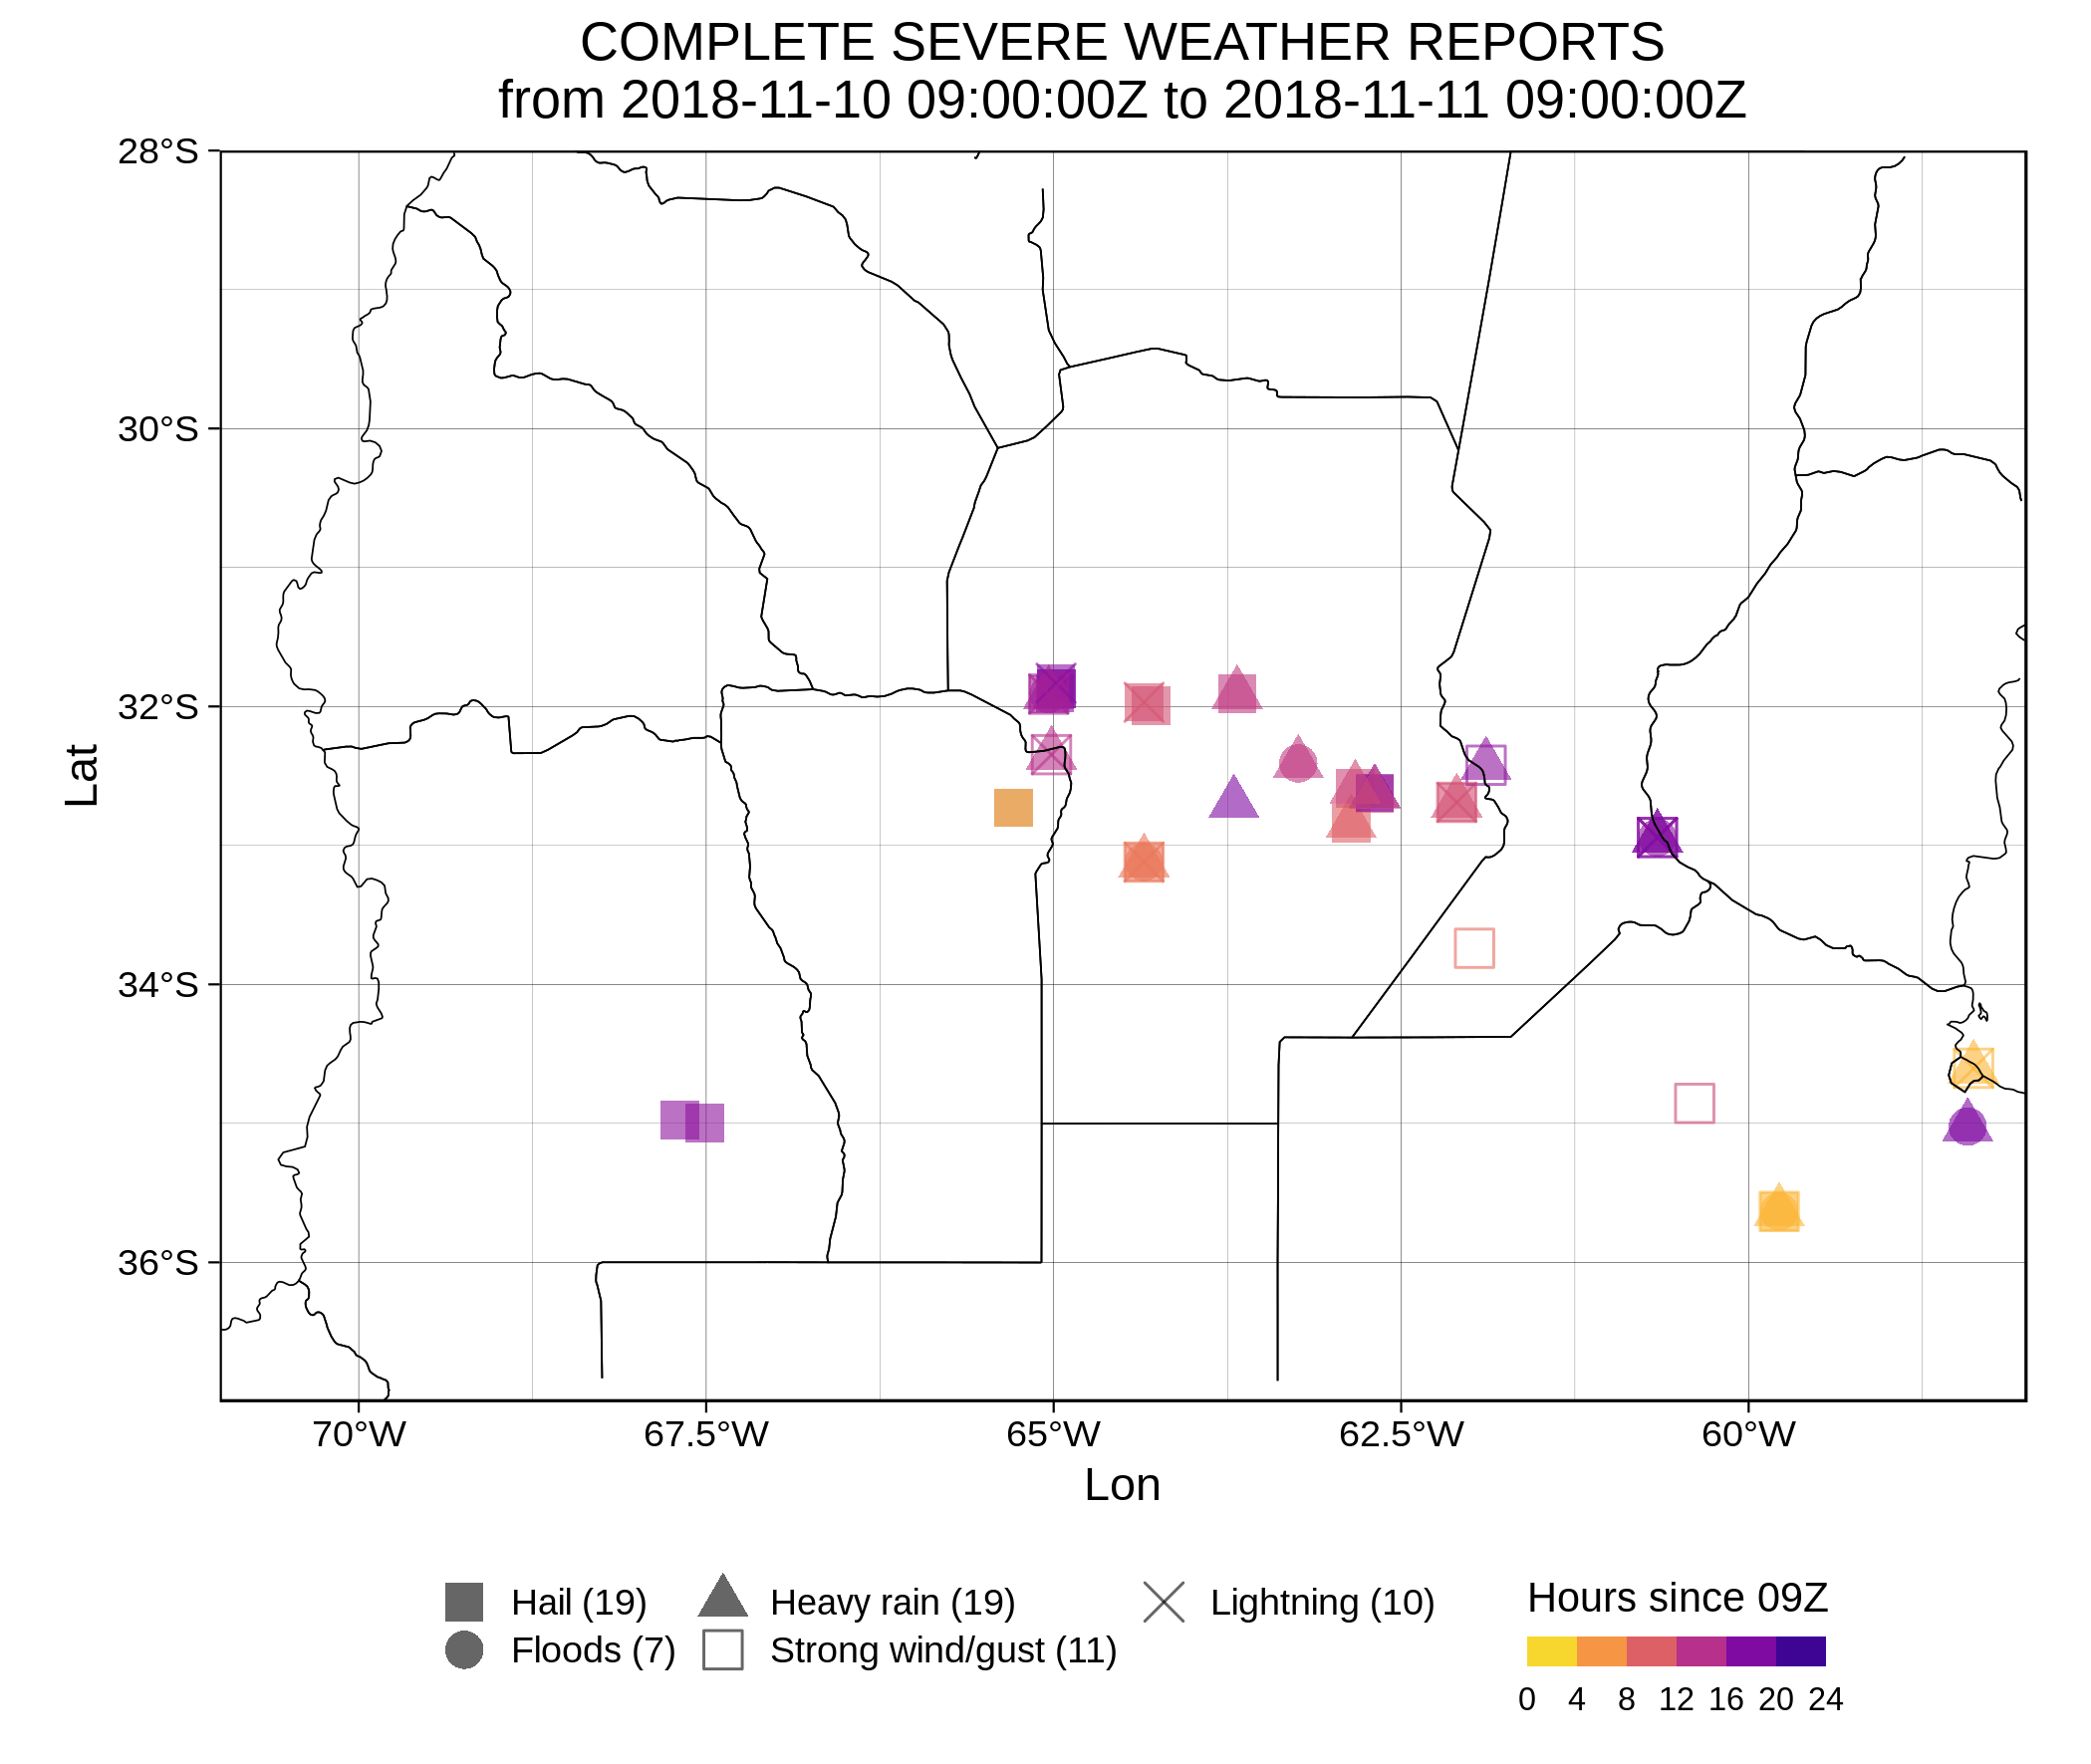 COMPLETE SEVERE WEATHER REPORTS
from 2018-11-10 09:00:00Z to 2018-11-11 09:00:00Z
28°S
30°S
32°S
34°S
36°S
Lat
70°W 67.5°W 65°W 62.5°W 60°W
Lon
Hail (19) Heavy rain (19) Lightning (10)
Floods (7) Strong wind/gust (11)
Hours since 09Z
0 4 8 12 16 20 24